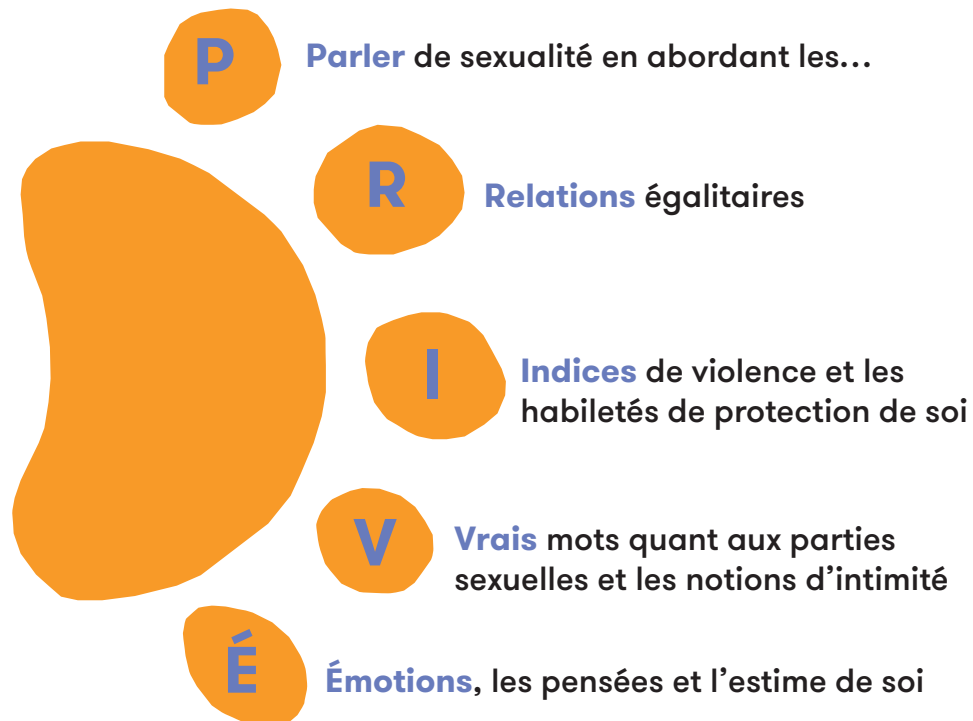 P
Parler de sexualité en abordant les…
R
Relations égalitaires
I
Indices de violence et les
habiletés de protection de soi
V
Vrais mots quant aux parties
sexuelles et les notions d’intimité
É
Émotions, les pensées et l’estime de soi